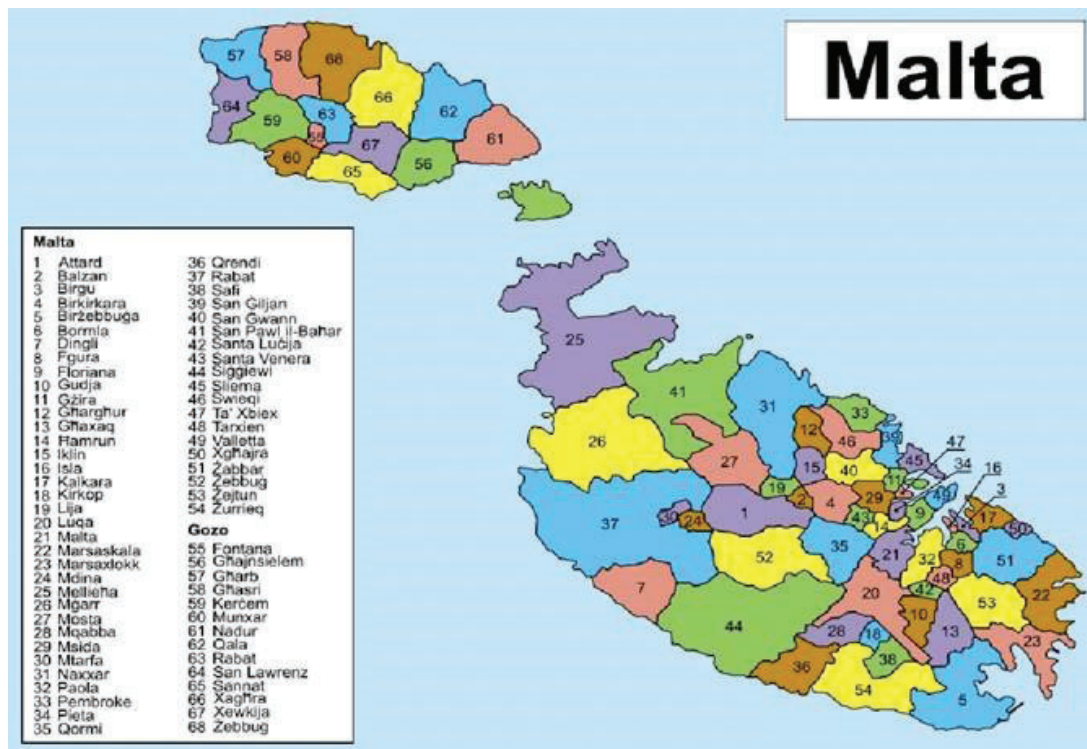 Malta
Malta
1 Attard
2 Balzan
3 Birgu
4 Birkirkara
5 Birżebbuġa
6 Bormla
7 Dingli
8 Fgura
9 Floriana
10 Gudja
11 Gżira
12 Għargħur
13 Għaxaq
14 Ħamrun
15 Iklin
16 Isla
17 Kalkara
18 Kirkop
19 Lija
20 Luqa
21 Malta
22 Marsaskala
23 Marsaxlokk
24 Mdina
25 Mellieħa
26 Mġarr
27 Mosta
28 Mqabba
29 Msida
30 Mtarfa
31 Naxxar
32 Paola
33 Pembroke
34 Pieta
35 Qormi
36 Qrendi
37 Rabat
38 Safi
39 San Ġiljan
40 San Ġwann
41 San Pawl il-Baħar
42 Santa Luċija
43 Santa Venera
44 Siġġiewi
45 Sliema
46 Swieqi
47 Ta' Xbiex
48 Tarxien
49 Valletta
50 Xgħajra
51 Żabbar
52 Żebbug
53 Żejtun
54 Żurrieq
Gozo
55 Fontana
56 Għajnsielem
57 Għarb
58 Għasri
59 Kerċem
60 Munxar
61 Nadur
62 Qala
63 Rabat
64 San Lawrenz
65 Sannat
66 Xagħra
67 Xewkija
68 Żebbug
57
58
68
66
62
64
59
63
55
67
61
60
65
56
25
41
31
33
26
12
46
39
47
45
34
27
15
40
16
19
11
3
2
4
29
49
37
30
24
1
43
14
9
17
50
52
35
21
32
6
51
8
48
7
20
42
53
22
10
44
28
18
13
23
36
38
54
5